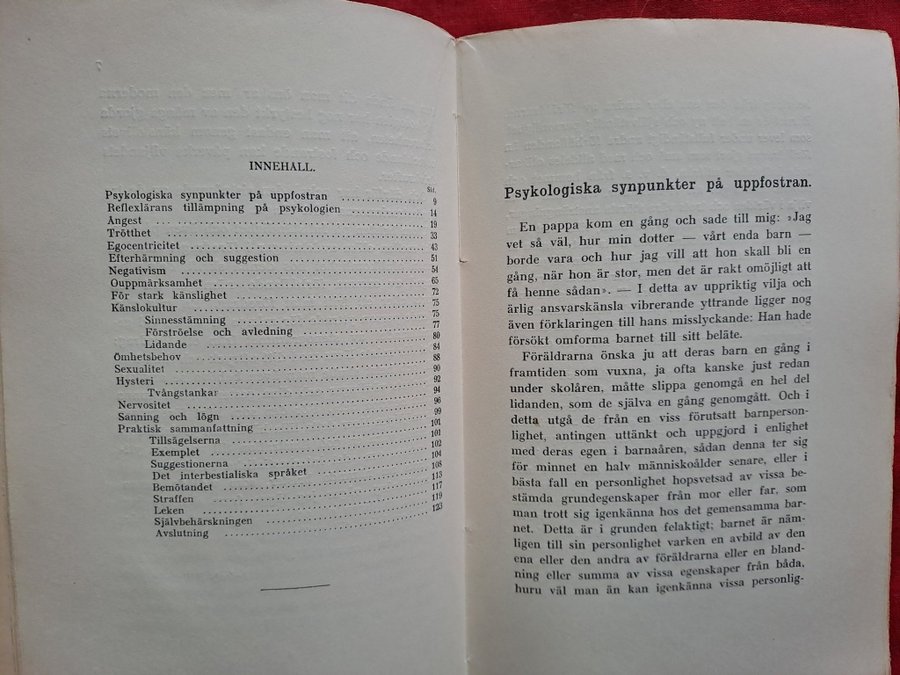 INNEHALL.
Sid.
Psykologiska synpunkter på uppfostran 9
Reflexlärans tillämpning på psykologien 14
Angest 19
Trötthet 33
Egocentricitet 43
Efterhärmning och suggestion 51
Negativism 54
Ouppmärksamhet 65
För stark känslighet 72
Känslokultur 75
Sinnesstämning 75
Förströelse och avledning 77
Lidande 80
Ömhetsbehov 84
Sexualitet 88
Hysteri 90
Tvångstankar 92
Nervositet 94
Sanning och lögn 96
Praktisk sammanfattning 99
Tillsägelserna 101
Exemplet 101
Suggestionerna 102
Det interbestialiska språket 104
Bemötandet 108
Straffen 115
Leken 117
Självbehärskningen 119
Avslutning 123
Psykologiska synpunkter på uppfostran.
En pappa kom en gång och sade till mig: »Jag
vet så väl, hur min dotter — vårt enda barn —
borde vara och hur jag vill att hon skall bli en
gång, när hon är stor, men det är rakt omöjligt att
få henne sådan». — I detta av uppriktig vilja och
ärlig ansvarskänsla vibrerande yttrande ligger nog
även förklaringen till hans misslyckande: Han hade
försökt omforma barnet till sitt beläte.
Föräldrarna önska ju att deras barn en gång i
framtiden som vuxna, ja ofta kanske just redan
under skolåren, måtte slippa genomgå en hel del
lidanden, som de själva en gång genomgått. Och i
detta utgå de från en viss förutsatt barnperson-
lighet, antingen uttänkt och uppgjord i enlighet
med deras egen i barnaåren, sådan denna ter sig
för minnet en halv människoålder senare, eller i
bästa fall en personlighet hopsvetsad av vissa be-
stämda grundegenskaper från mor eller far, som
man trott sig igenkänna hos det gemensamma bar-
net. Detta är i grunden felaktigt; barnet är näm-
ligen till sin personlighet varken en avbild av den
ena eller den andra av föräldrarna eller en bland-
ning eller summa av vissa egenskaper från båda,
huru väl man än kan igenkänna vissa personlig-